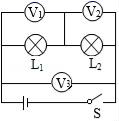 V₁ V₂
L₁ L₂
V₃
S